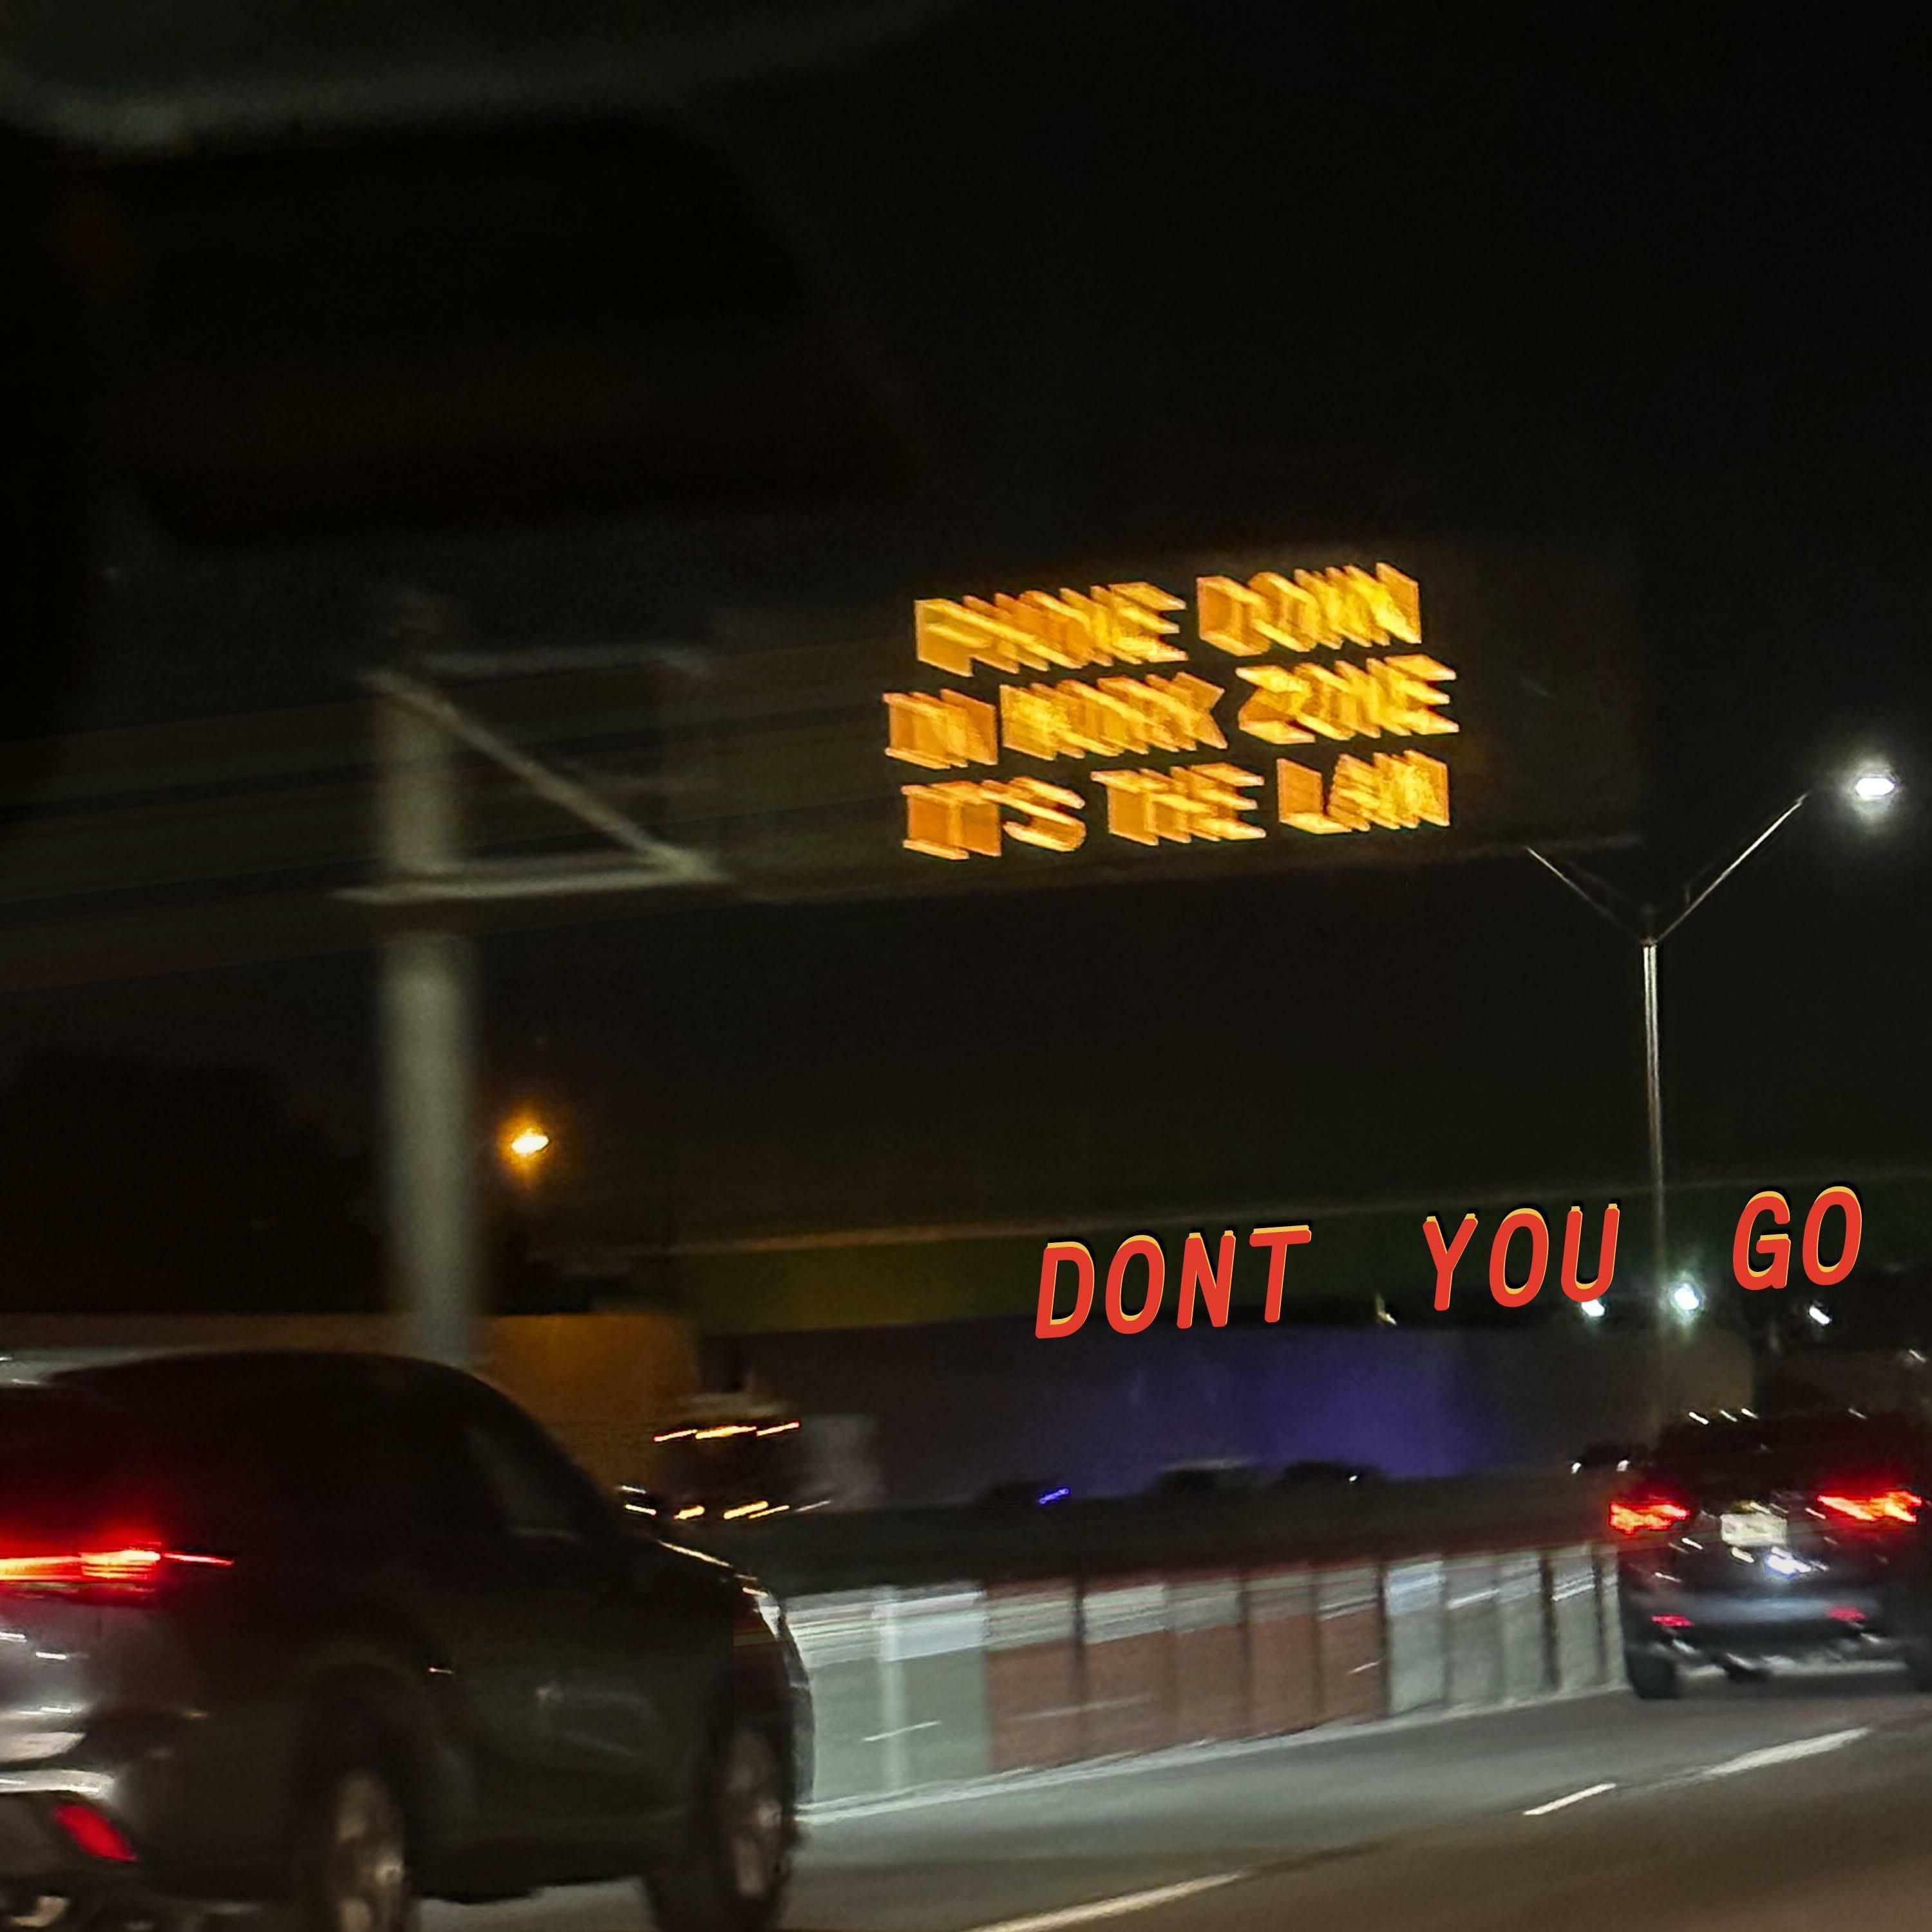 PHONE DOWN
IN WORK ZONE
IT'S THE LAW
DONT YOU GO